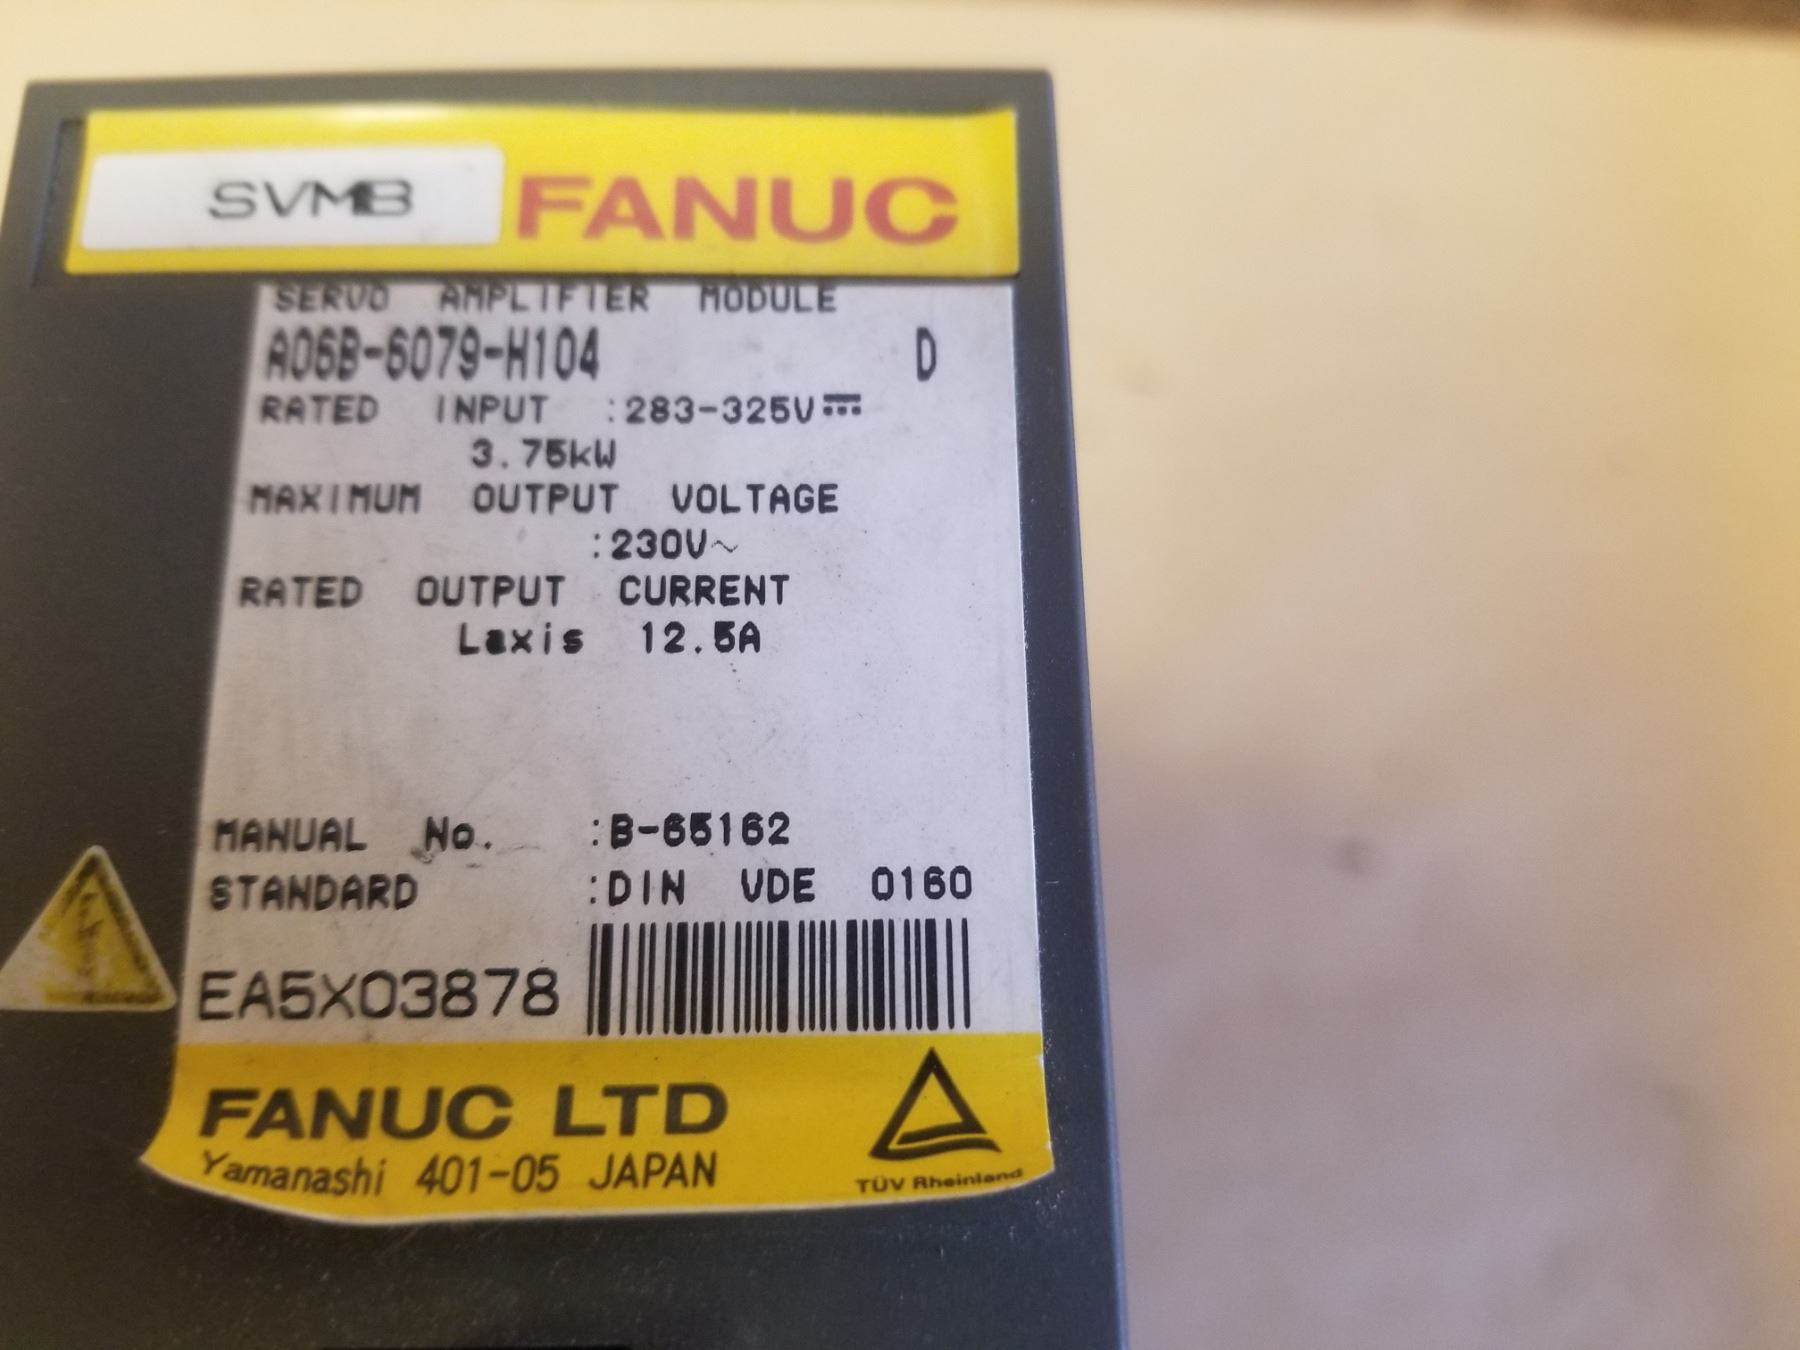 SVMB FANUC
SERVO AMPLIFIER MODULE
A06B-6079-H104 D
RATED INPUT :283-325V⎓
3.75kW
MAXIMUM OUTPUT VOLTAGE
:230V~
RATED OUTPUT CURRENT
Laxis 12.5A
MANUAL No. :B-65162
STANDARD :DIN VDE 0160
EA5X03878
FANUC LTD
Yamanashi 401-05 JAPAN
TÜV Rheinland